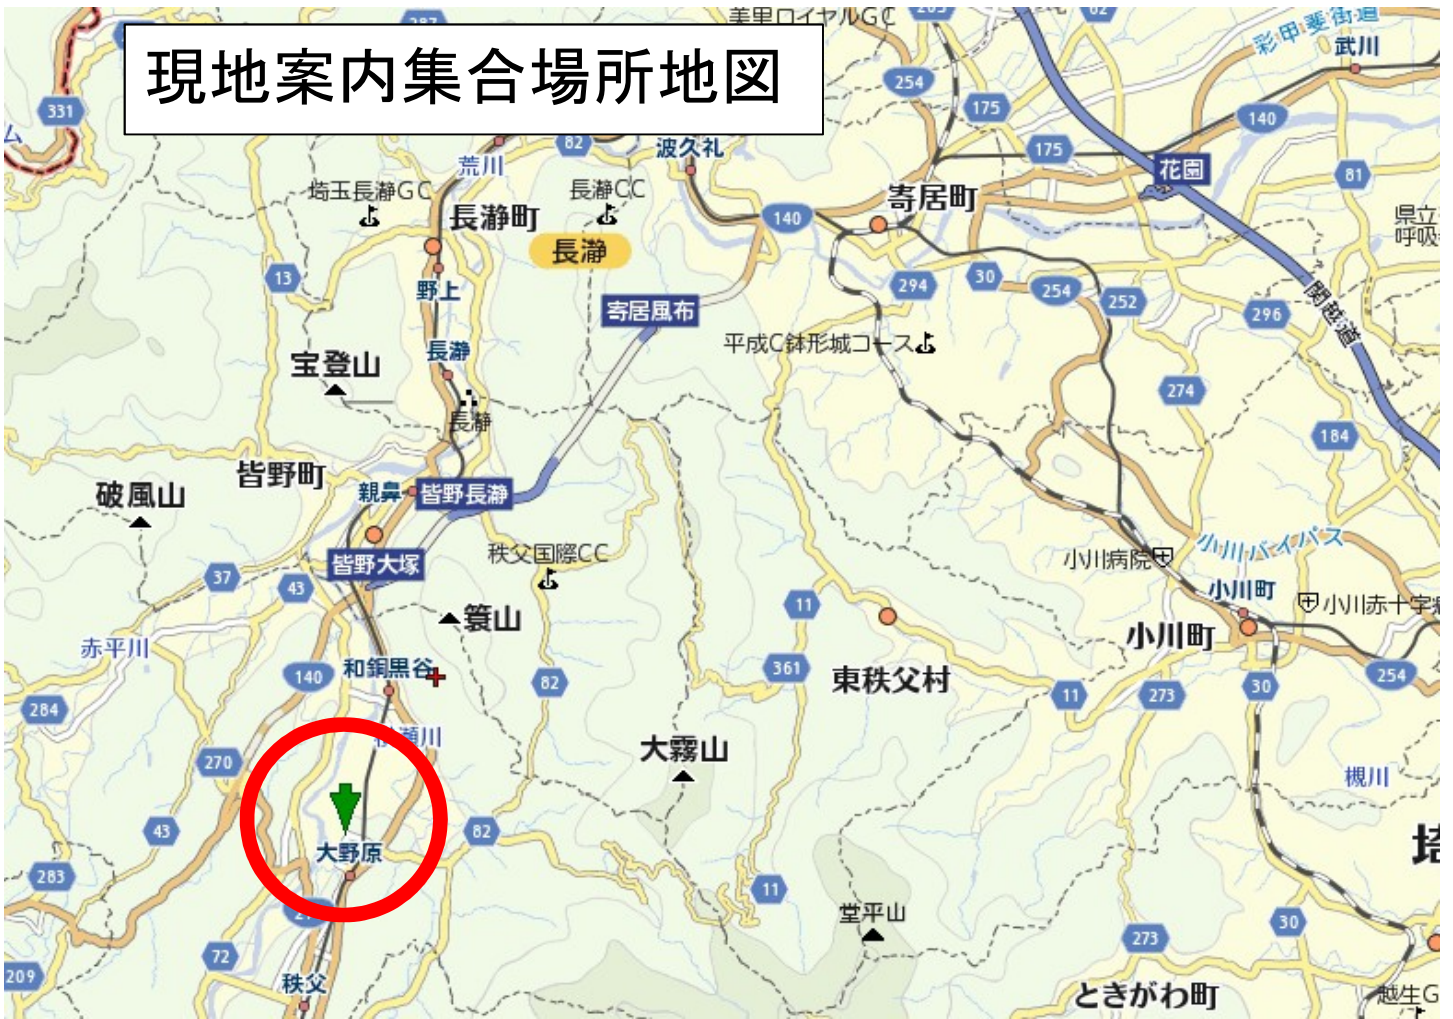 現地案内集合場所地図
美里ロイヤルGC
彩甲斐街道
武川
254
175
331
140
82
波久礼
175
荒川
花園
81
埼玉長瀞GC
長瀞CC
寄居町
長瀞町
140
県立
呼吸
長瀞
13
野上
294
30
254
252
寄居風布
296
関越道
平成C鉢形城コース
長瀞
宝登山
274
長瀞
184
皆野町
親鼻
皆野長瀞
破風山
小川バイパス
秩父国際CC
小川病院
皆野大塚
37
43
小川町
11
小川赤十字病
簑山
小川町
赤平川
和銅黒谷
140
82
361
東秩父村
254
11
273
30
284
大霧山
270
槻川
43
82
大野原
埼
283
11
堂平山
30
273
72
209
秩父
ときがわ町
越生G